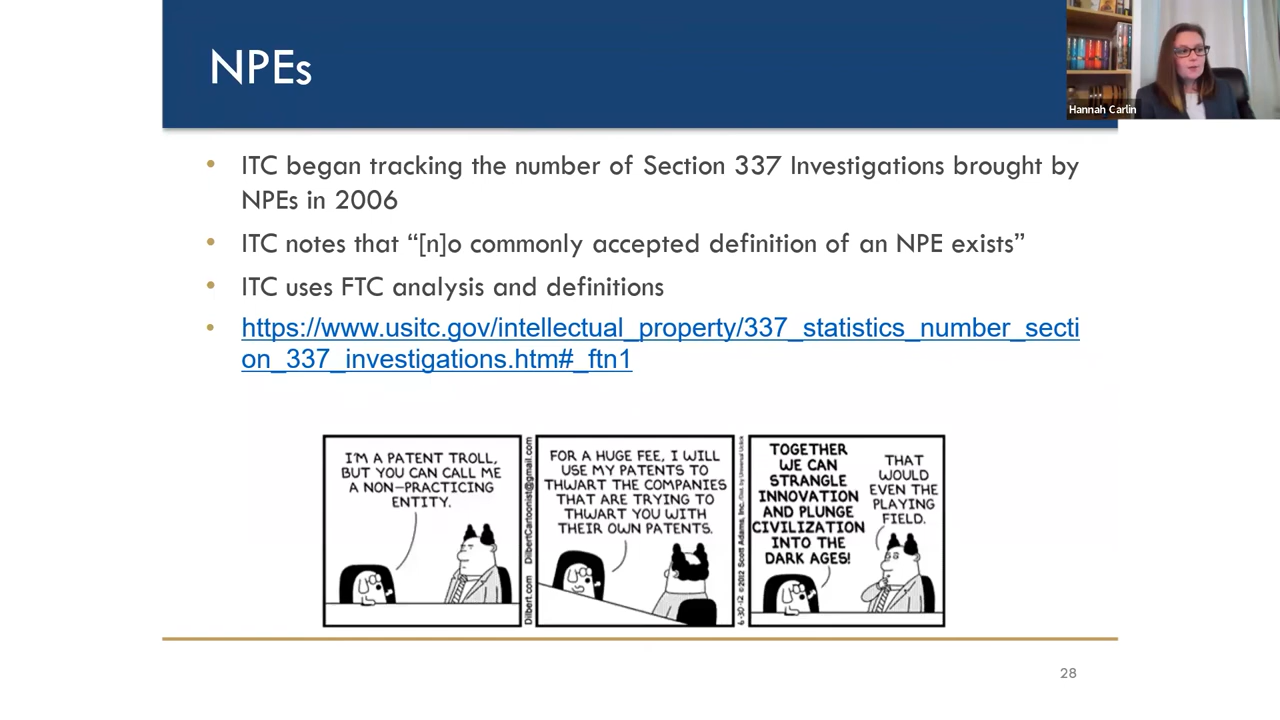 NPEs
Hannah Carlin
• ITC began tracking the number of Section 337 Investigations brought by
NPEs in 2006
• ITC notes that “[n]o commonly accepted definition of an NPE exists”
• ITC uses FTC analysis and definitions
• https://www.usitc.gov/intellectual_property/337_statistics_number_secti
on_337_investigations.htm#_ftn1
I'M A PATENT TROLL,
BUT YOU CAN CALL ME
A NON-PRACTICING
ENTITY.
Dilbert.com DilbertCartoonist@gmail.com
FOR A HUGE FEE, I WILL
USE MY PATENTS TO
THWART THE COMPANIES
THAT ARE TRYING TO
THWART YOU WITH
THEIR OWN PATENTS.
6-30-12 ©2012 Scott Adams, Inc. /Dist. by Universal Uclick
TOGETHER
WE CAN
STRANGLE
INNOVATION
AND PLUNGE
CIVILIZATION
INTO THE
DARK AGES!
THAT
WOULD
EVEN THE
PLAYING
FIELD.
28